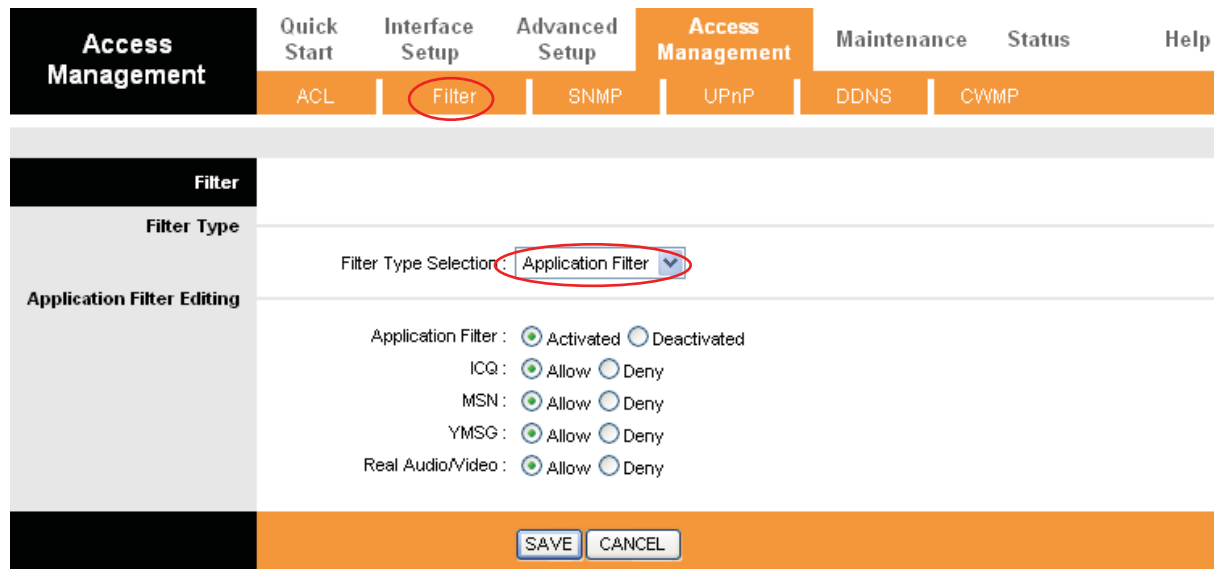 Access Management
Quick Start
Interface Setup
Advanced Setup
Access Management
Maintenance
Status
Help
ACL
Filter
SNMP
UPnP
DDNS
CWMP
Filter
Filter Type
Filter Type Selection : Application Filter
Application Filter Editing
Application Filter : Activated Deactivated
ICQ : Allow Deny
MSN : Allow Deny
YMSG : Allow Deny
Real Audio/Video : Allow Deny
SAVE CANCEL